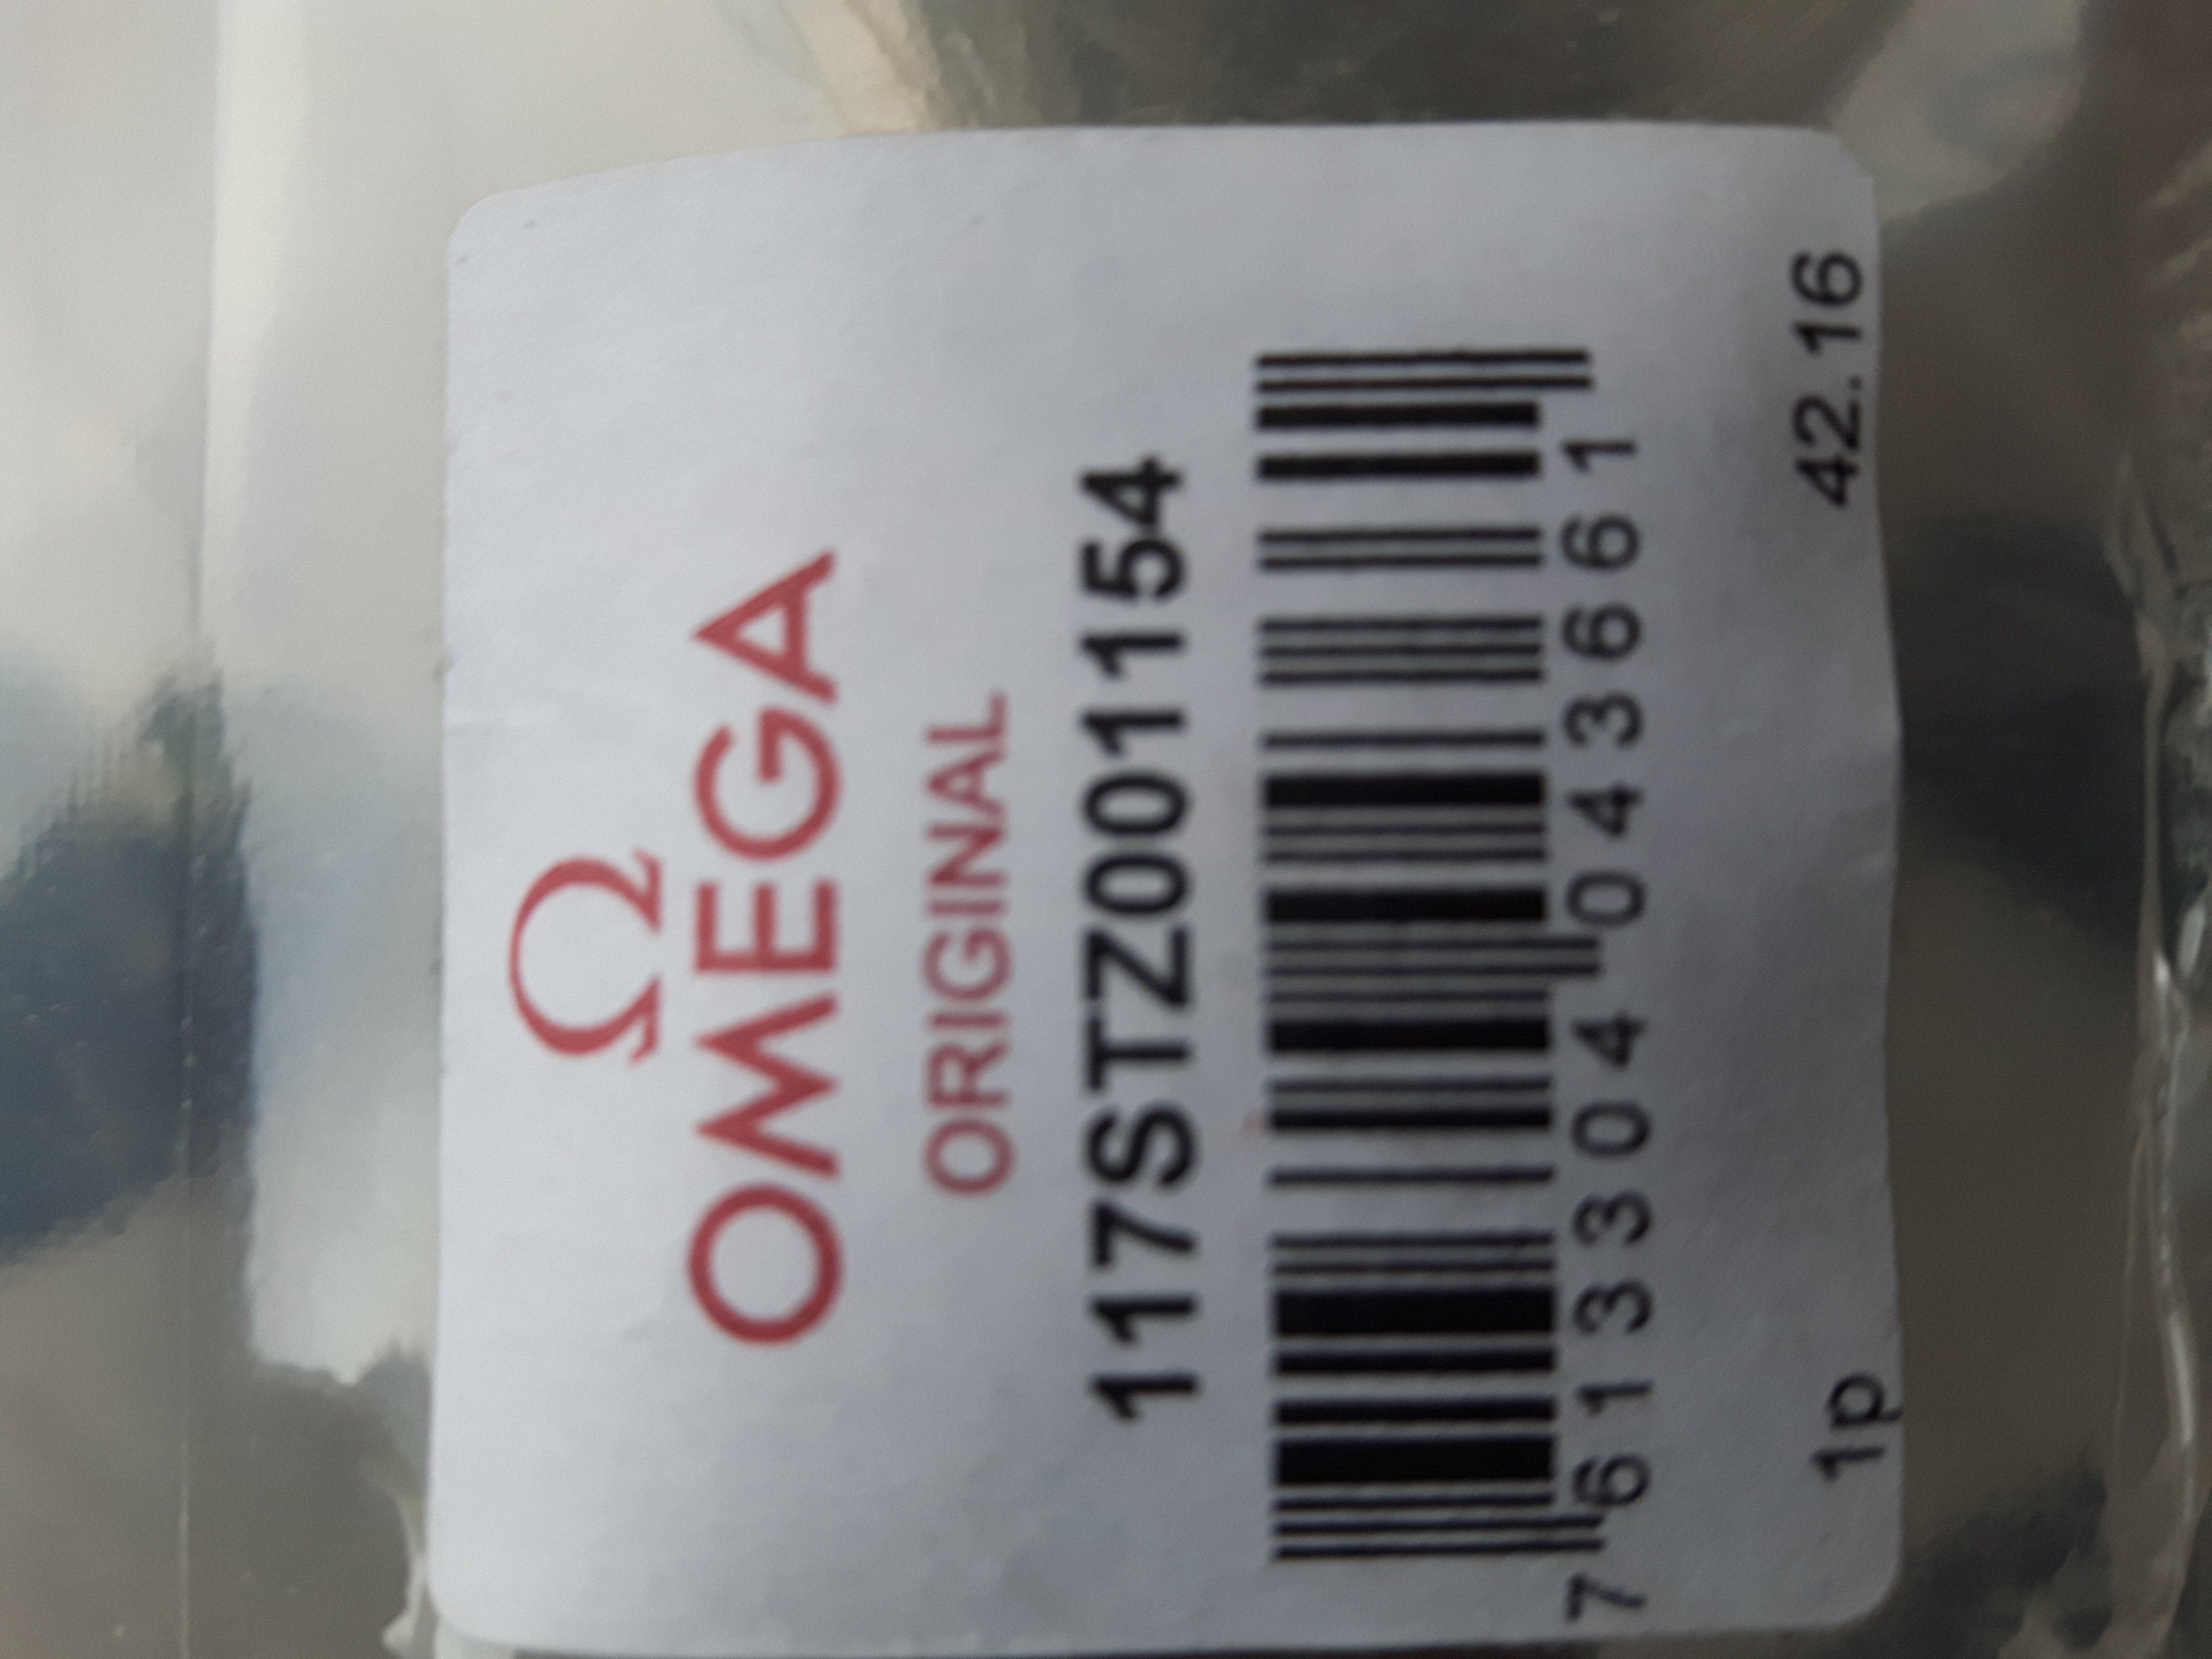 Ω
OMEGA
ORIGINAL
117STZ001154
7 613304 043661
1p 42.16